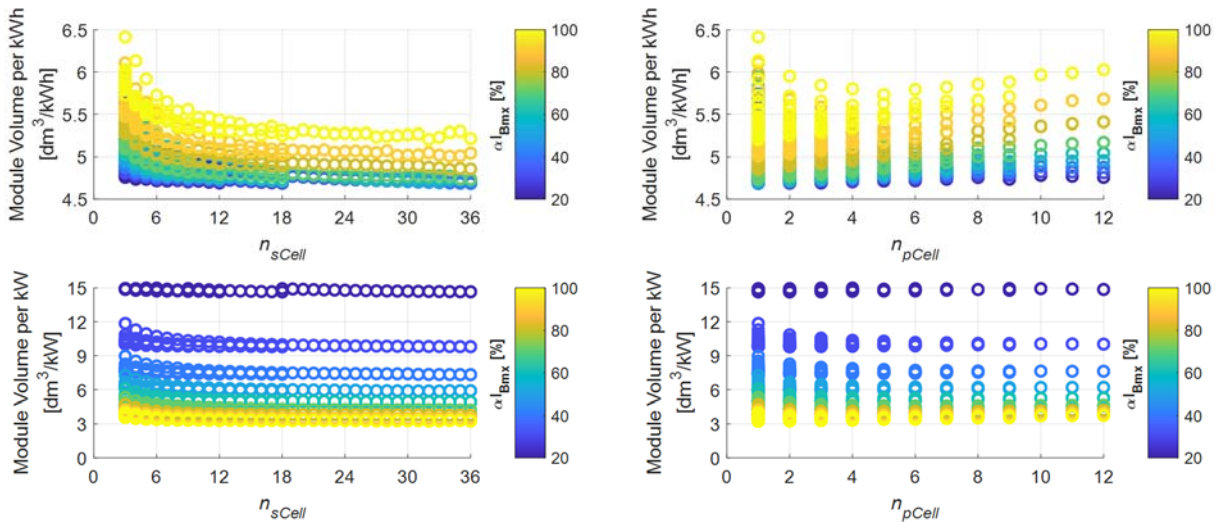 Module Volume per kWh
[dm³/kWh]
6.5
6
5.5
5
4.5
0 6 12 18 24 30 36
n_sCell
100
80
60
40
20
αI_Bmx [%]
Module Volume per kWh
[dm³/kWh]
6.5
6
5.5
5
4.5
0 2 4 6 8 10 12
n_pCell
100
80
60
40
20
αI_Bmx [%]
Module Volume per kW
[dm³/kW]
15
12
9
6
3
0
0 6 12 18 24 30 36
n_sCell
100
80
60
40
20
αI_Bmx [%]
Module Volume per kW
[dm³/kW]
15
12
9
6
3
0
0 2 4 6 8 10 12
n_pCell
100
80
60
40
20
αI_Bmx [%]